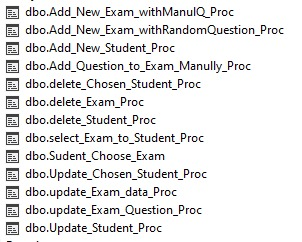 dbo.Add_New_Exam_withManulQ_Proc
dbo.Add_New_Exam_withRandomQuestion_Proc
dbo.Add_New_Student_Proc
dbo.Add_Question_to_Exam_Manully_Proc
dbo.delete_Chosen_Student_Proc
dbo.delete_Exam_Proc
dbo.delete_Student_Proc
dbo.select_Exam_to_Student_Proc
dbo.Sudent_Choose_Exam
dbo.Update_Chosen_Student_Proc
dbo.update_Exam_data_Proc
dbo.update_Exam_Question_Proc
dbo.Update_Student_Proc